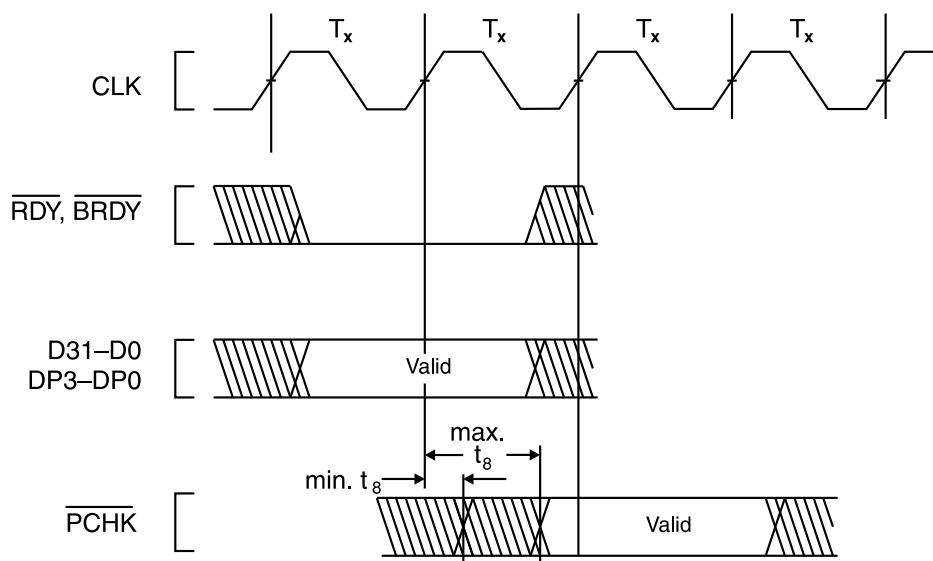 Tx Tx Tx Tx
CLK
RDY, BRDY
D31–D0
DP3–DP0
Valid
max.
t8
min. t8
PCHK
Valid